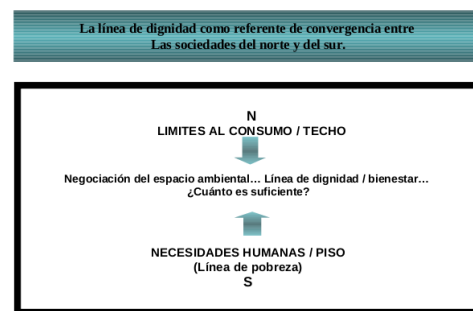 La línea de dignidad como referente de convergencia entre
Las sociedades del norte y del sur.
N
LIMITES AL CONSUMO / TECHO
Negociación del espacio ambiental… Línea de dignidad / bienestar…
¿Cuánto es suficiente?
NECESIDADES HUMANAS / PISO
(Línea de pobreza)
S